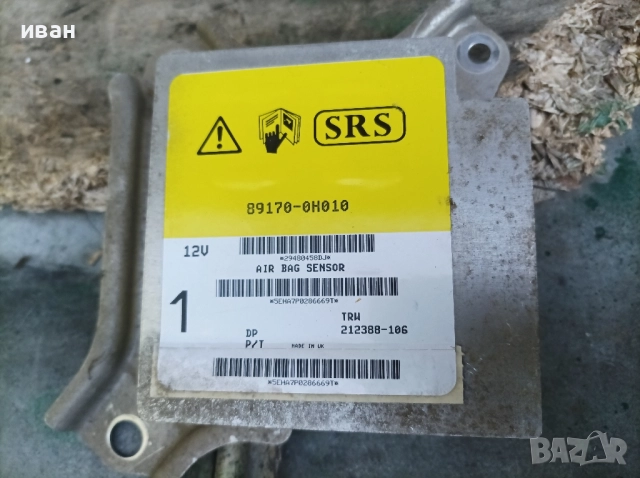 иван
SRS
89170-0H010
12V
*29480458DJ*
AIR BAG SENSOR
*5EHA7P0286669T*
1
TRW
DP 212388-106
P/T MADE IN UK
*5EHA7P0286669T*
BAZAR